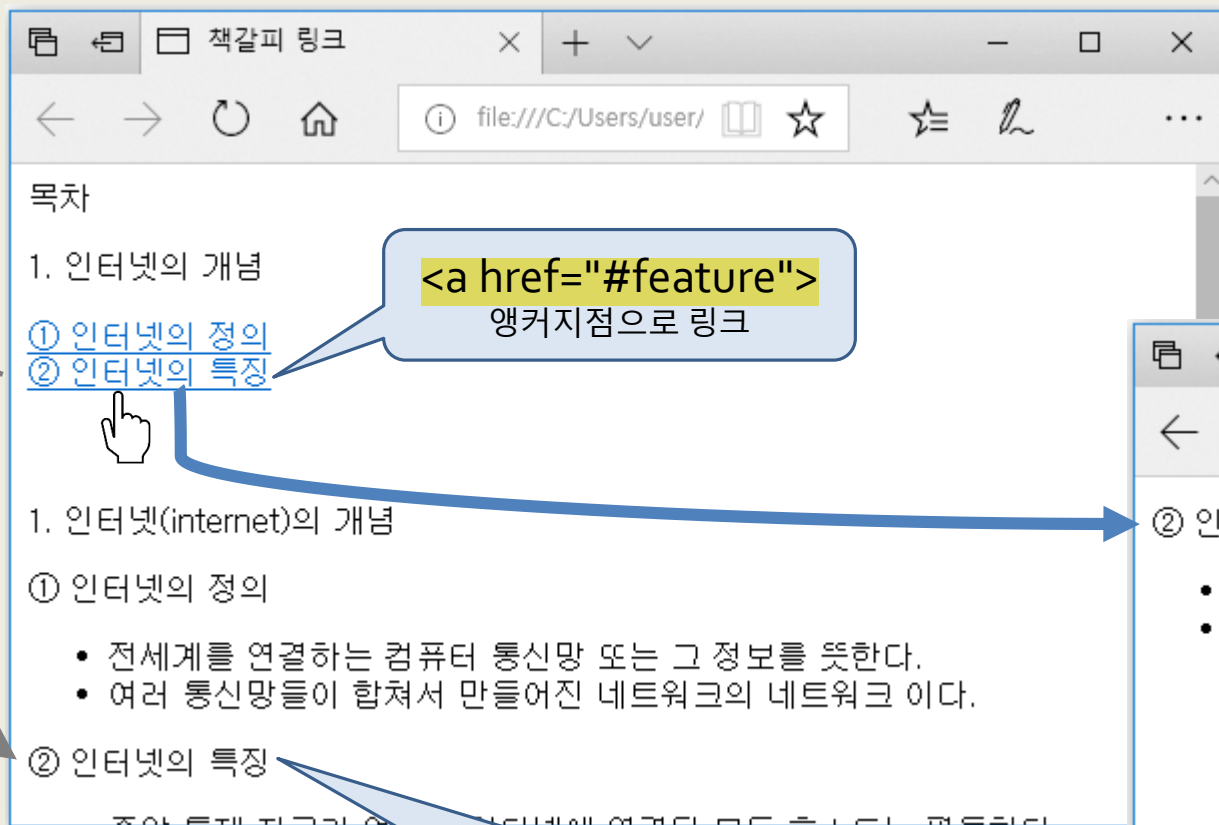 책갈피 링크
file:///C:/Users/user/
목차
1. 인터넷의 개념
<a href="#feature">
앵커지점으로 링크
① 인터넷의 정의
② 인터넷의 특징
1. 인터넷(internet)의 개념
② 인
① 인터넷의 정의
• 전세계를 연결하는 컴퓨터 통신망 또는 그 정보를 뜻한다.
• 여러 통신망들이 합쳐서 만들어진 네트워크의 네트워크 이다.
② 인터넷의 특징